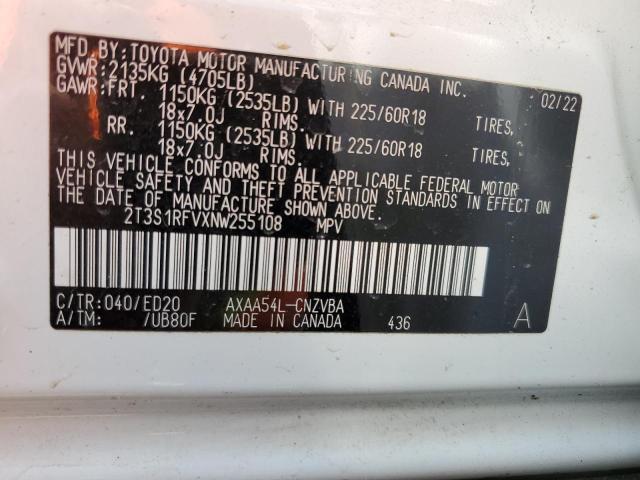 MFD. BY: TOYOTA MOTOR MANUFACTURING CANADA INC.
GVWR: 2135KG (4705LB) 02/22
GAWR: FRT. 1150KG (2535LB) WITH 225/60R18 TIRES,
18x7.0J RIMS.
RR. 1150KG (2535LB) WITH 225/60R18 TIRES,
18x7.0J RIMS.
THIS VEHICLE CONFORMS TO ALL APPLICABLE FEDERAL MOTOR
VEHICLE SAFETY AND THEFT PREVENTION STANDARDS IN EFFECT ON
THE DATE OF MANUFACTURE SHOWN ABOVE.
2T3S1RFVXNW255108 MPV
C/TR: 040/ED20 AXAA54L-CNZVBA
A/TM: /UB80F MADE IN CANADA 436 A